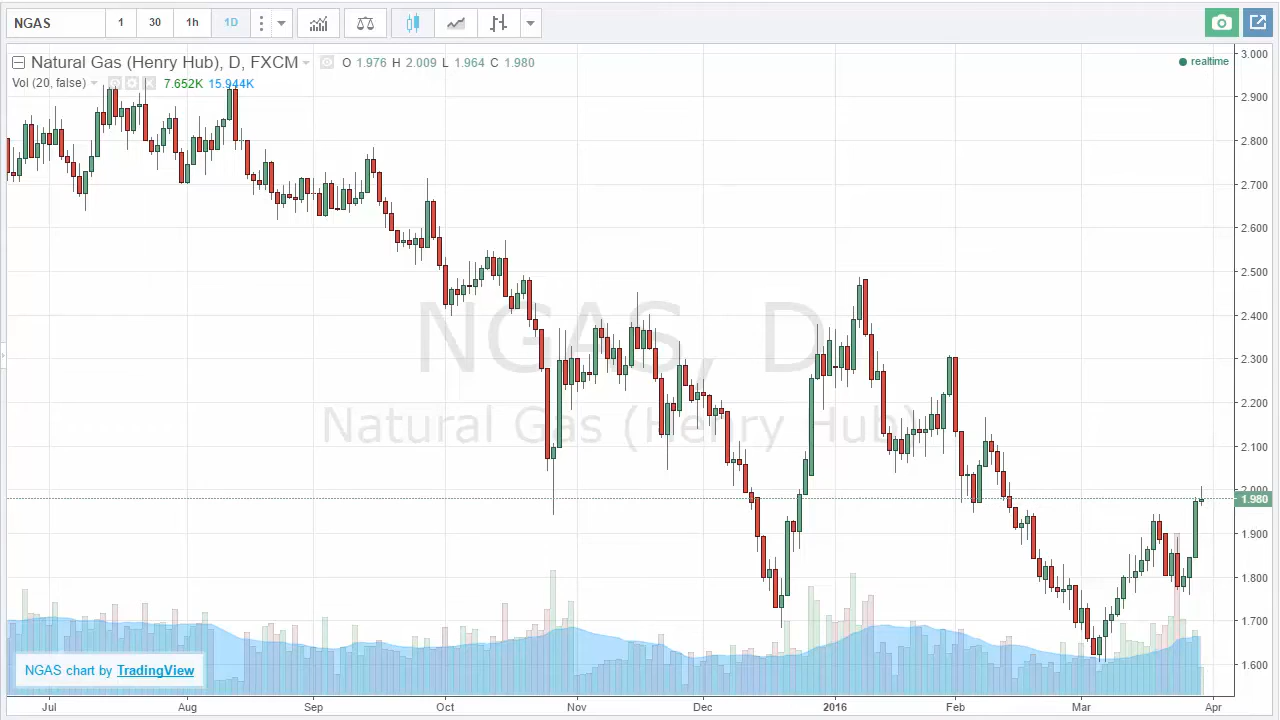 NGAS 1 30 1h 1D
Natural Gas (Henry Hub), D, FXCM O 1.976 H 2.009 L 1.964 C 1.980
realtime
Vol (20, false) 7.652K 15.944K
3.000
2.900
2.800
2.700
2.600
2.500
2.400
2.300
2.200
2.100
2.000
1.980
1.900
1.800
1.700
1.600
NGAS, D
Natural Gas (Henry Hub)
NGAS chart by TradingView
Jul Aug Sep Oct Nov Dec 2016 Feb Mar Apr